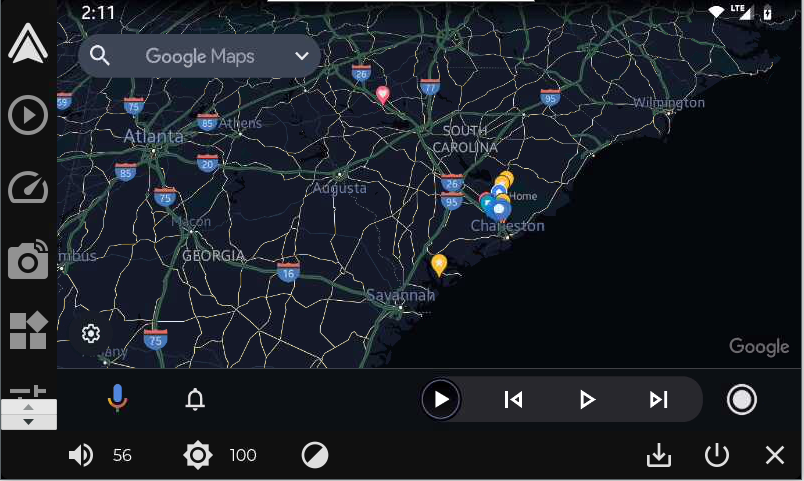 2:11
LTE
Google Maps
59
75
26
77
95
Wilmington
85
Athens
Atlanta
SOUTH
CAROLINA
20
85
26
Augusta
75
95
Home
Macon
Charleston
mbus
GEORGIA
16
Savannah
75
any
Google
56
100